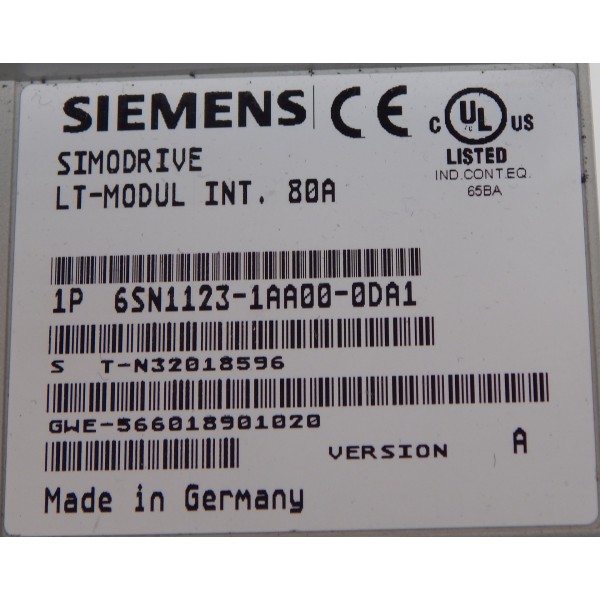 SIEMENS CE
C UL US
LISTED
IND.CONT.EQ.
65BA
SIMODRIVE
LT-MODUL INT. 80A
1P 6SN1123-1AA00-0DA1
S T-N32018596
GWE-566018901020
VERSION A
Made in Germany